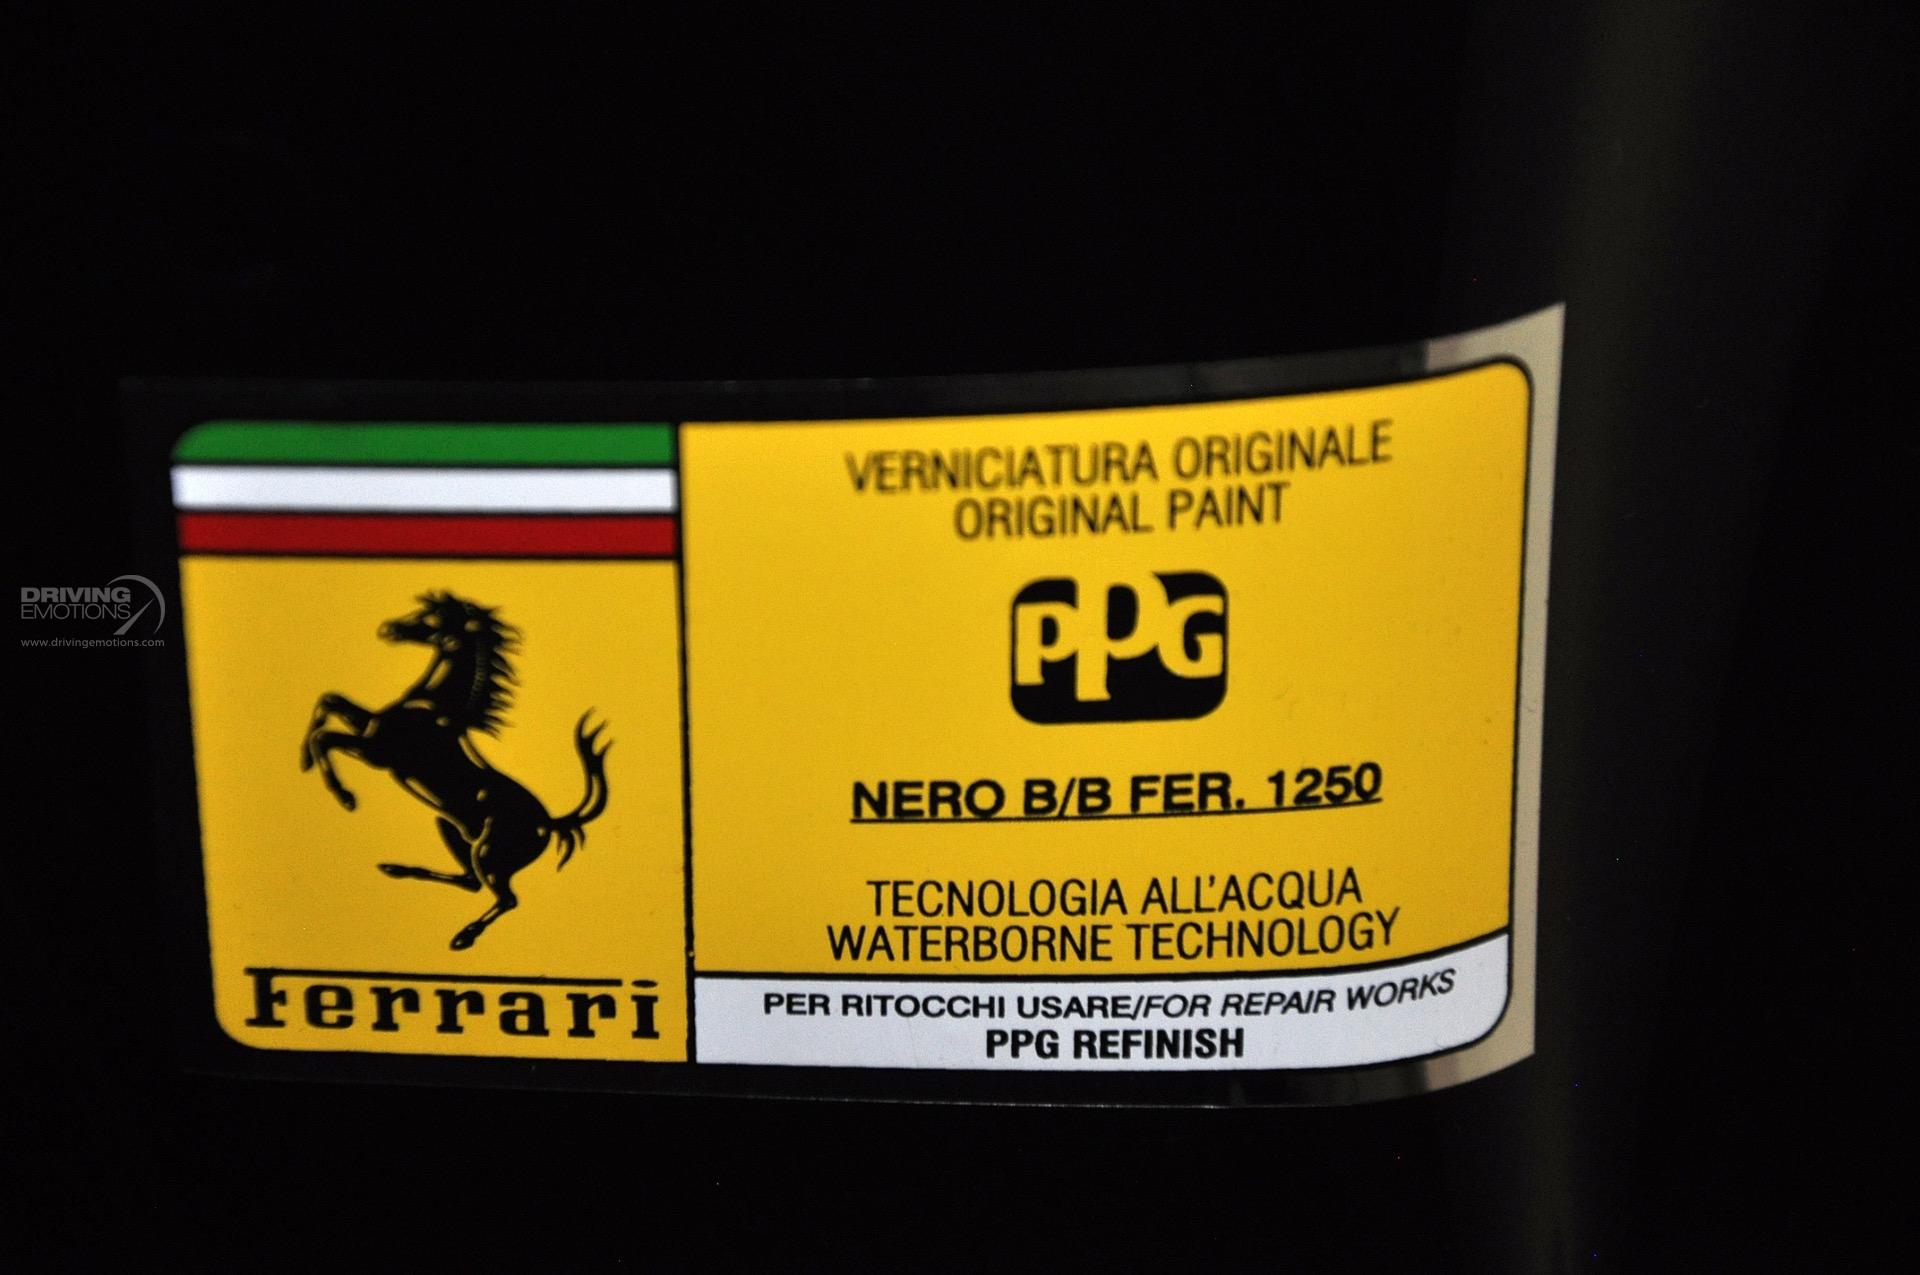 DRIVING
EMOTIONS
www.drivingemotions.com
Ferrari
VERNICIATURA ORIGINALE
ORIGINAL PAINT
PPG
NERO B/B FER. 1250
TECNOLOGIA ALL'ACQUA
WATERBORNE TECHNOLOGY
PER RITOCCHI USARE/FOR REPAIR WORKS
PPG REFINISH